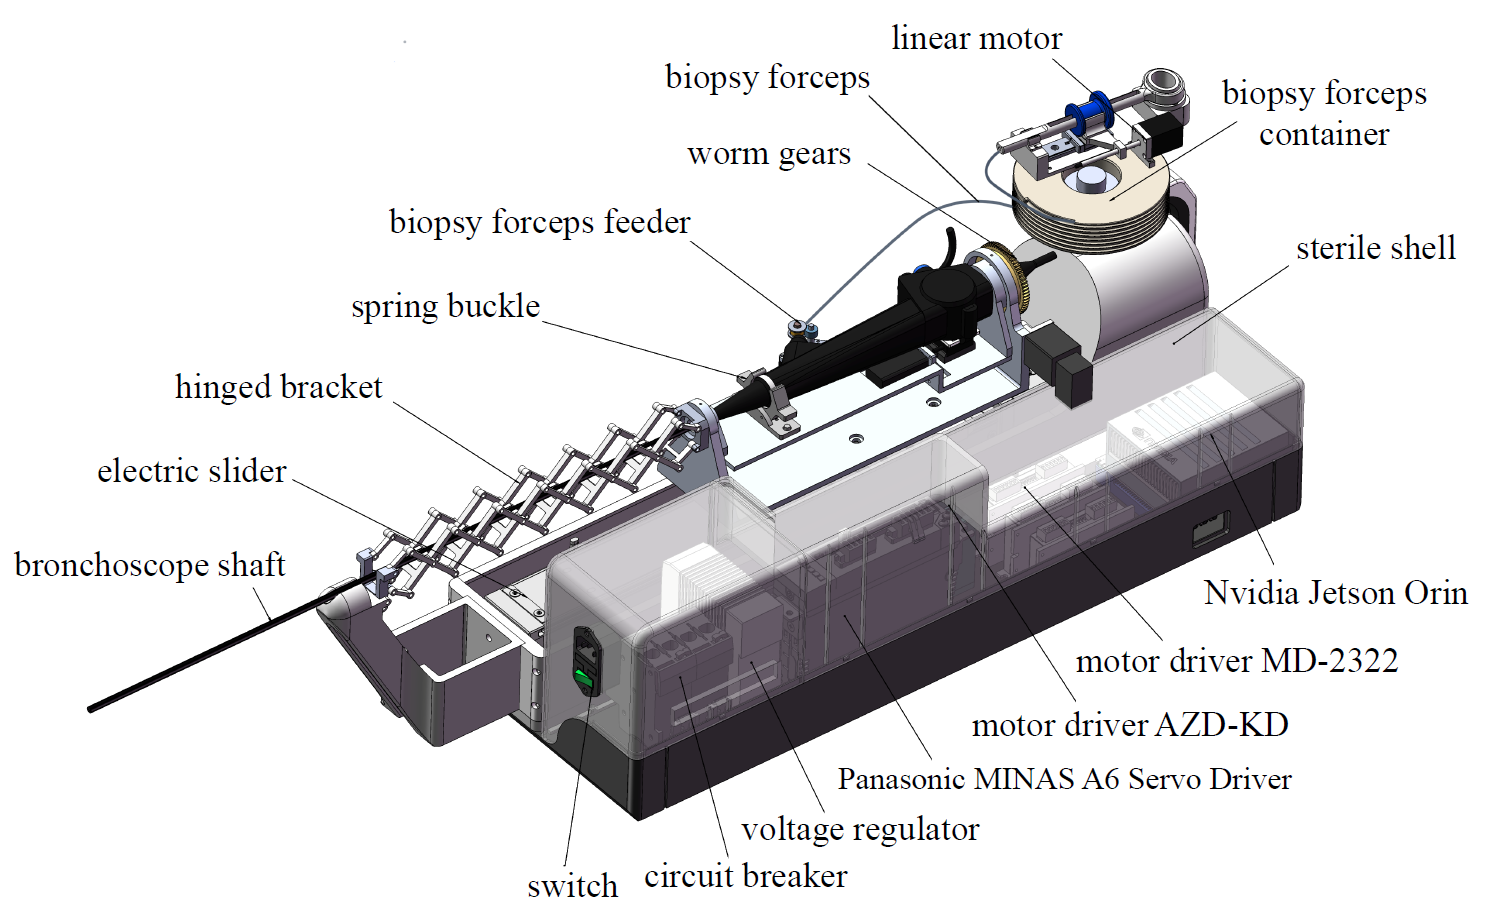 linear motor
biopsy forceps
biopsy forceps
container
worm gears
biopsy forceps feeder
sterile shell
spring buckle
hinged bracket
electric slider
bronchoscope shaft
Nvidia Jetson Orin
motor driver MD-2322
motor driver AZD-KD
Panasonic MINAS A6 Servo Driver
voltage regulator
circuit breaker
switch